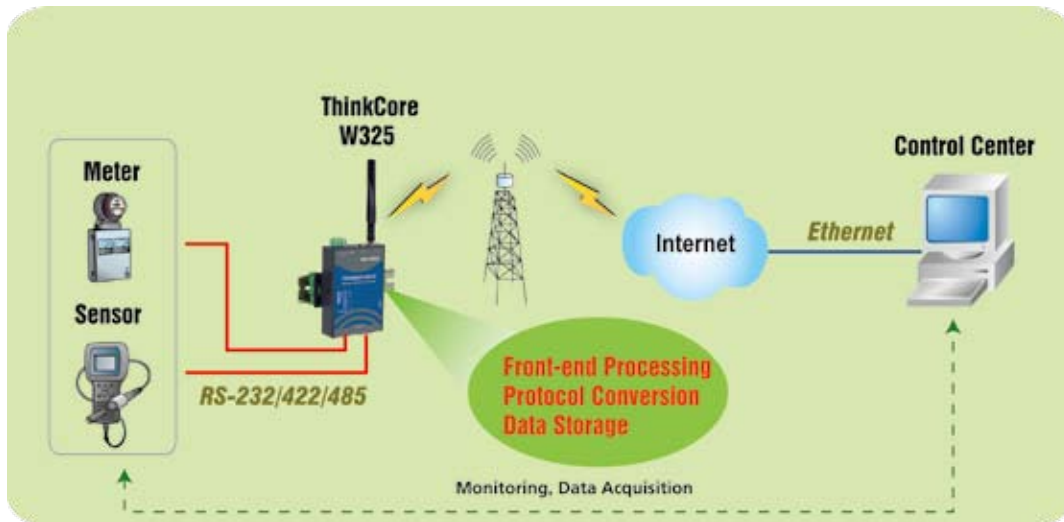 ThinkCore
W325
Meter
Sensor
RS-232/422/485
Front-end Processing
Protocol Conversion
Data Storage
Internet
Ethernet
Control Center
Monitoring, Data Acquisition